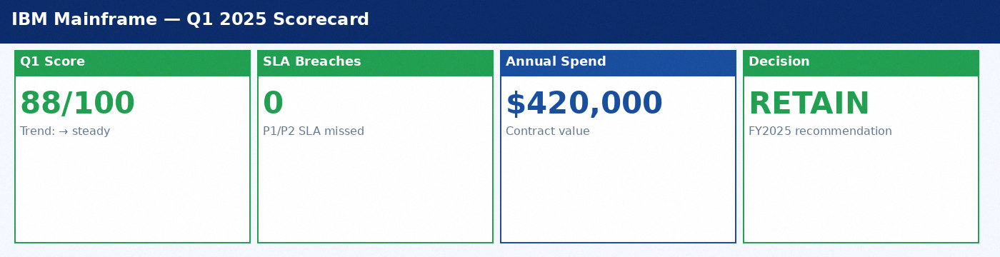 IBM Mainframe — Q1 2025 Scorecard
Q1 Score
88/100
Trend: → steady
SLA Breaches
0
P1/P2 SLA missed
Annual Spend
$420,000
Contract value
Decision
RETAIN
FY2025 recommendation